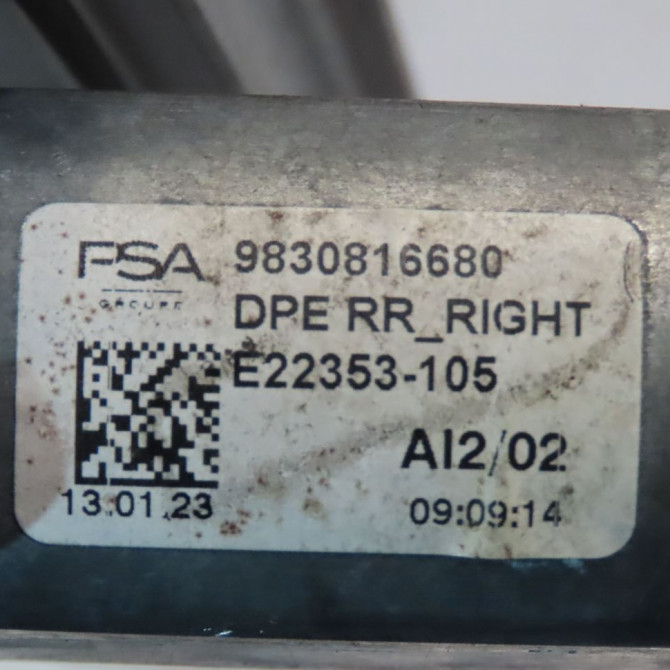 PSA 9830816680
GROUPE
DPE RR_RIGHT
E22353-105
AI2/02
13.01.23 09:09:14